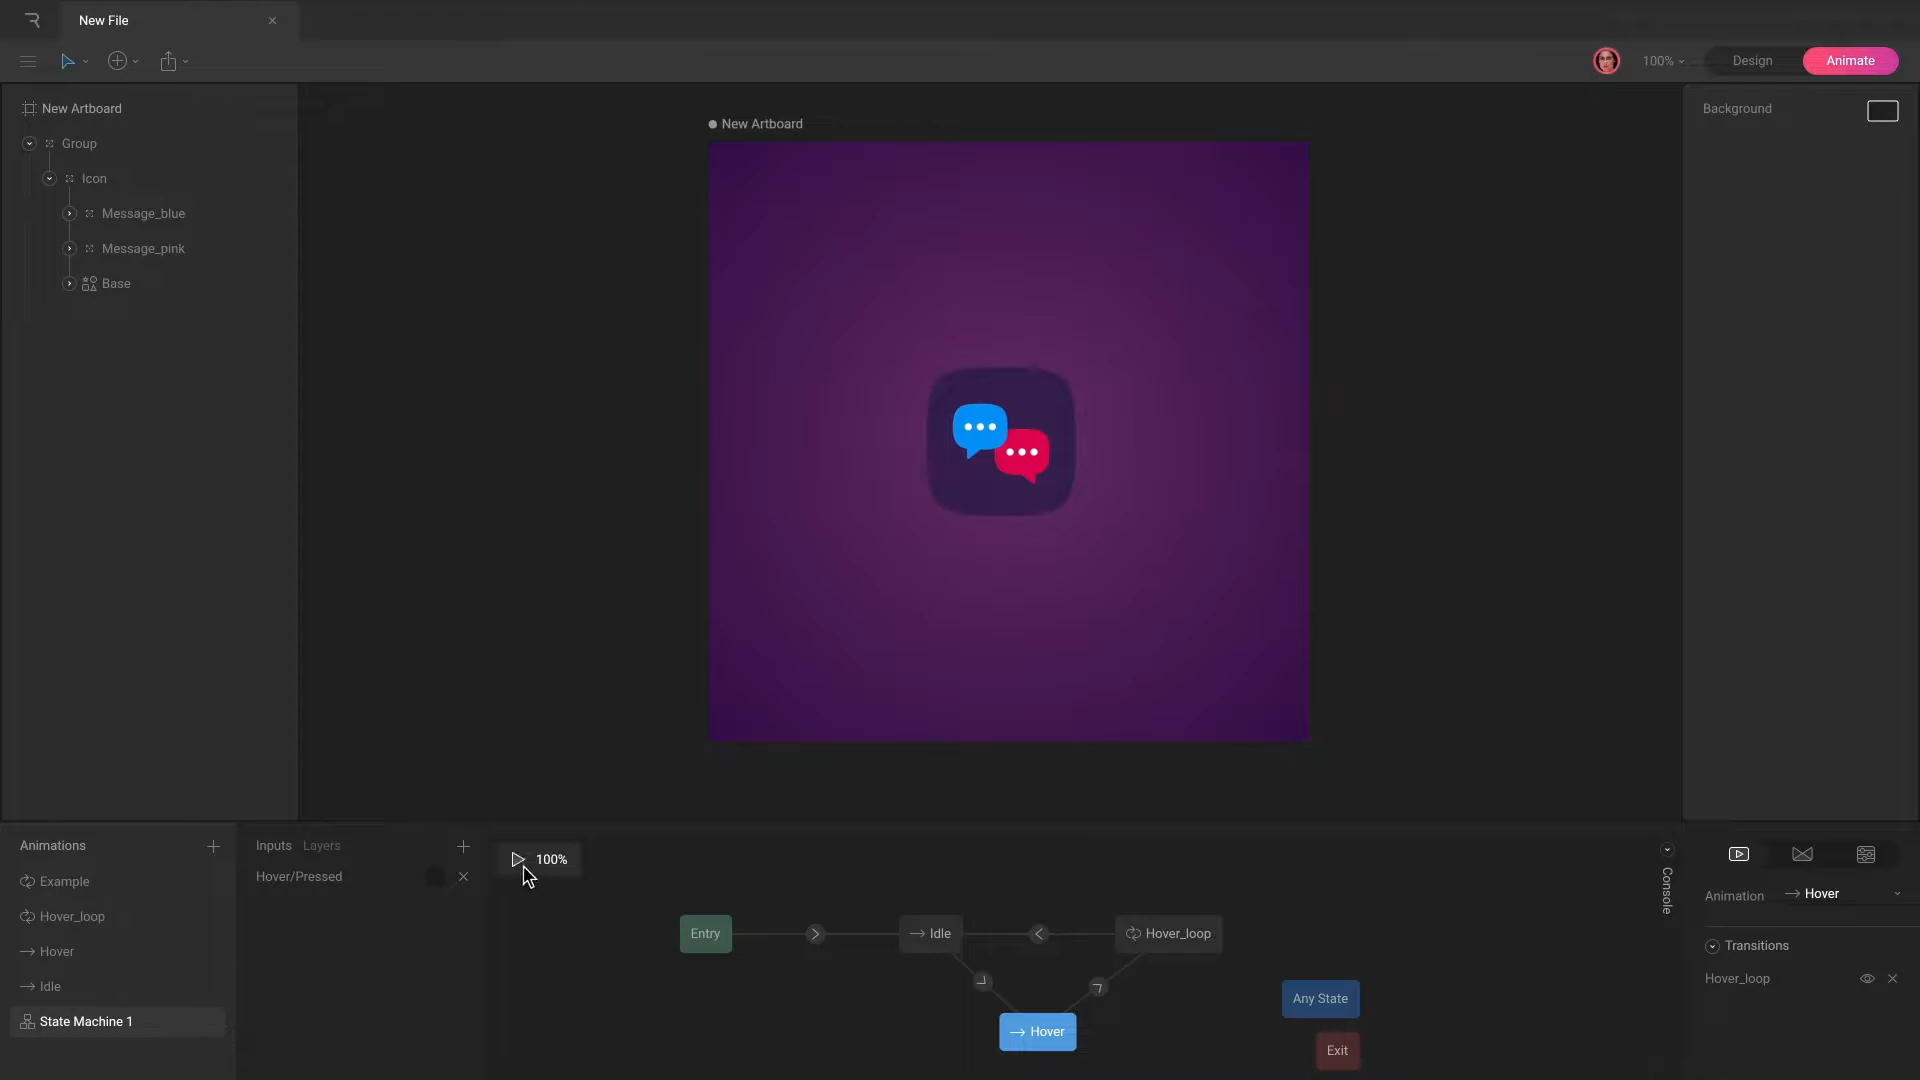 New File
100%
Design
Animate
New Artboard
Group
Icon
Message_blue
Message_pink
Base
New Artboard
Background
Animations
Example
Hover_loop
Hover
Idle
State Machine 1
Inputs
Layers
Hover/Pressed
100%
Entry
Idle
Hover_loop
Hover
Any State
Exit
Console
Animation
Hover
Transitions
Hover_loop